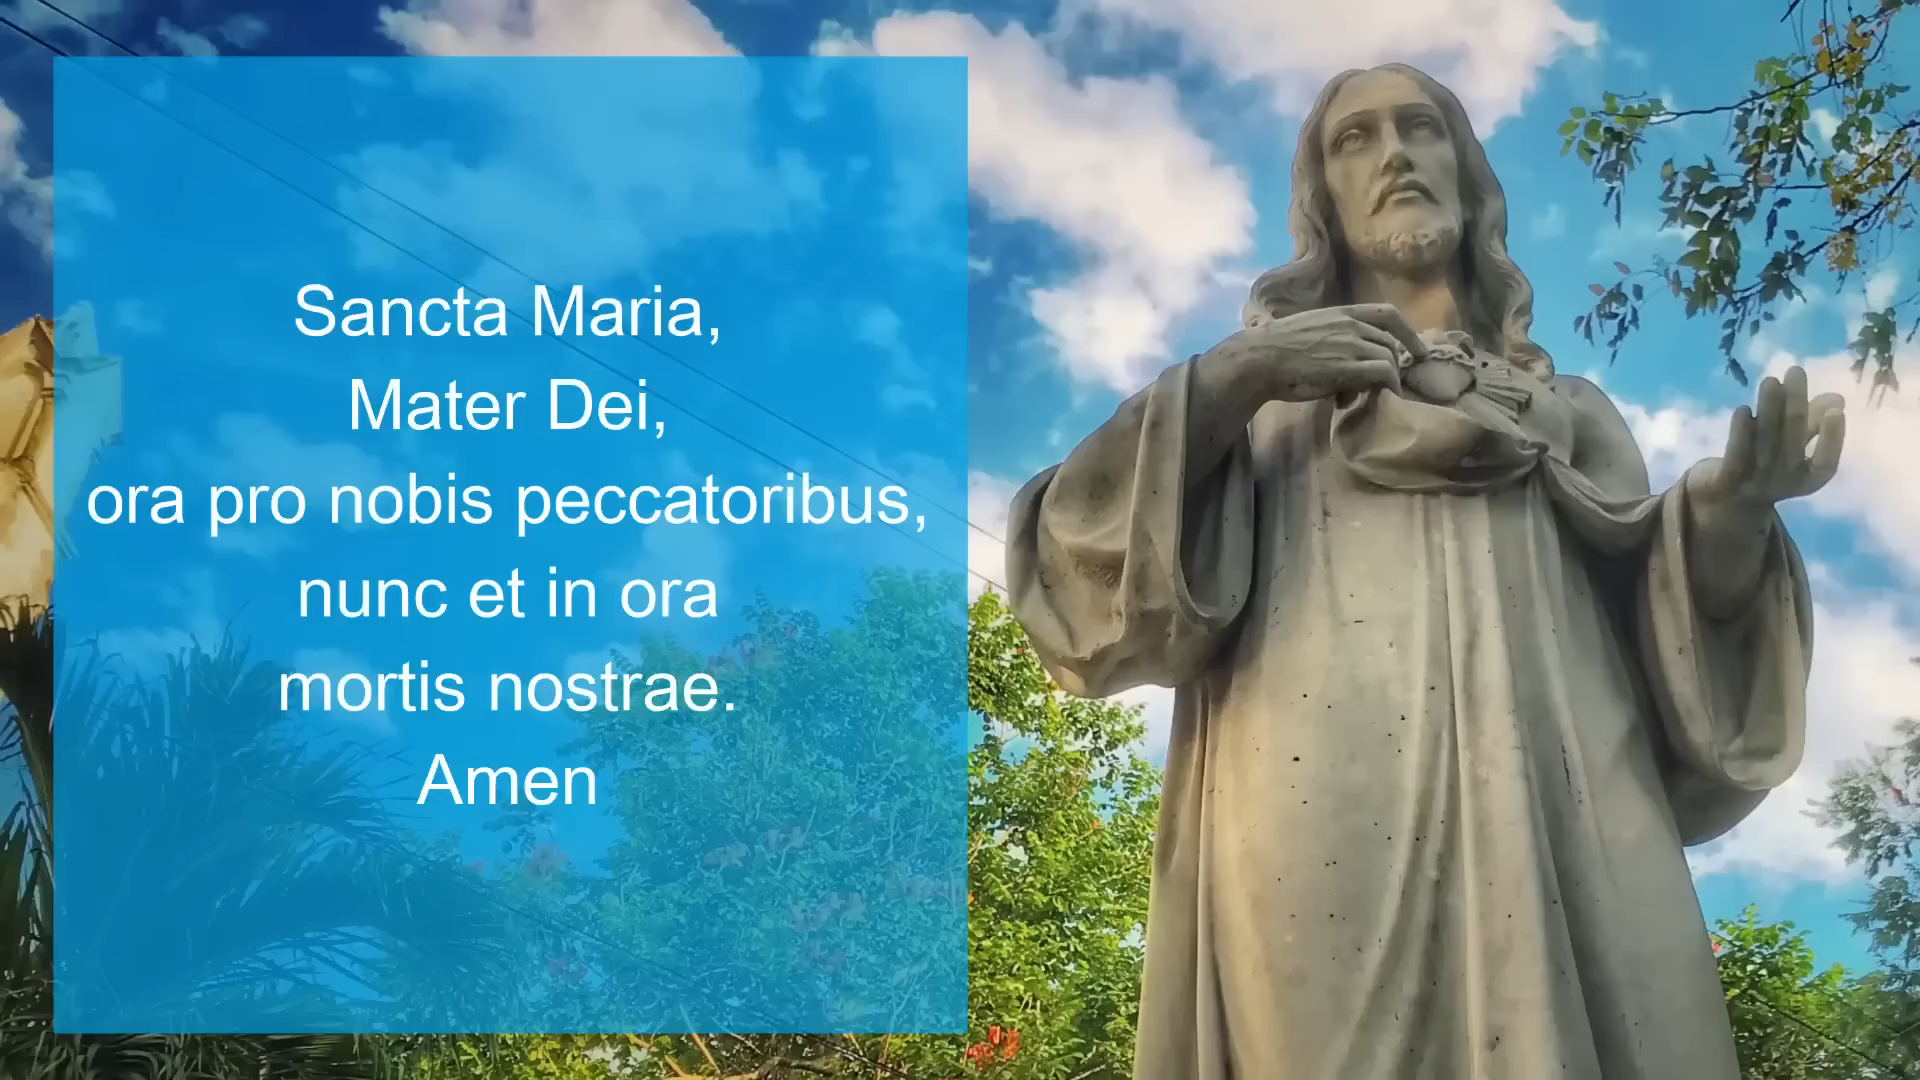 Sancta Maria,
Mater Dei,
ora pro nobis peccatoribus,
nunc et in ora
mortis nostrae.
Amen